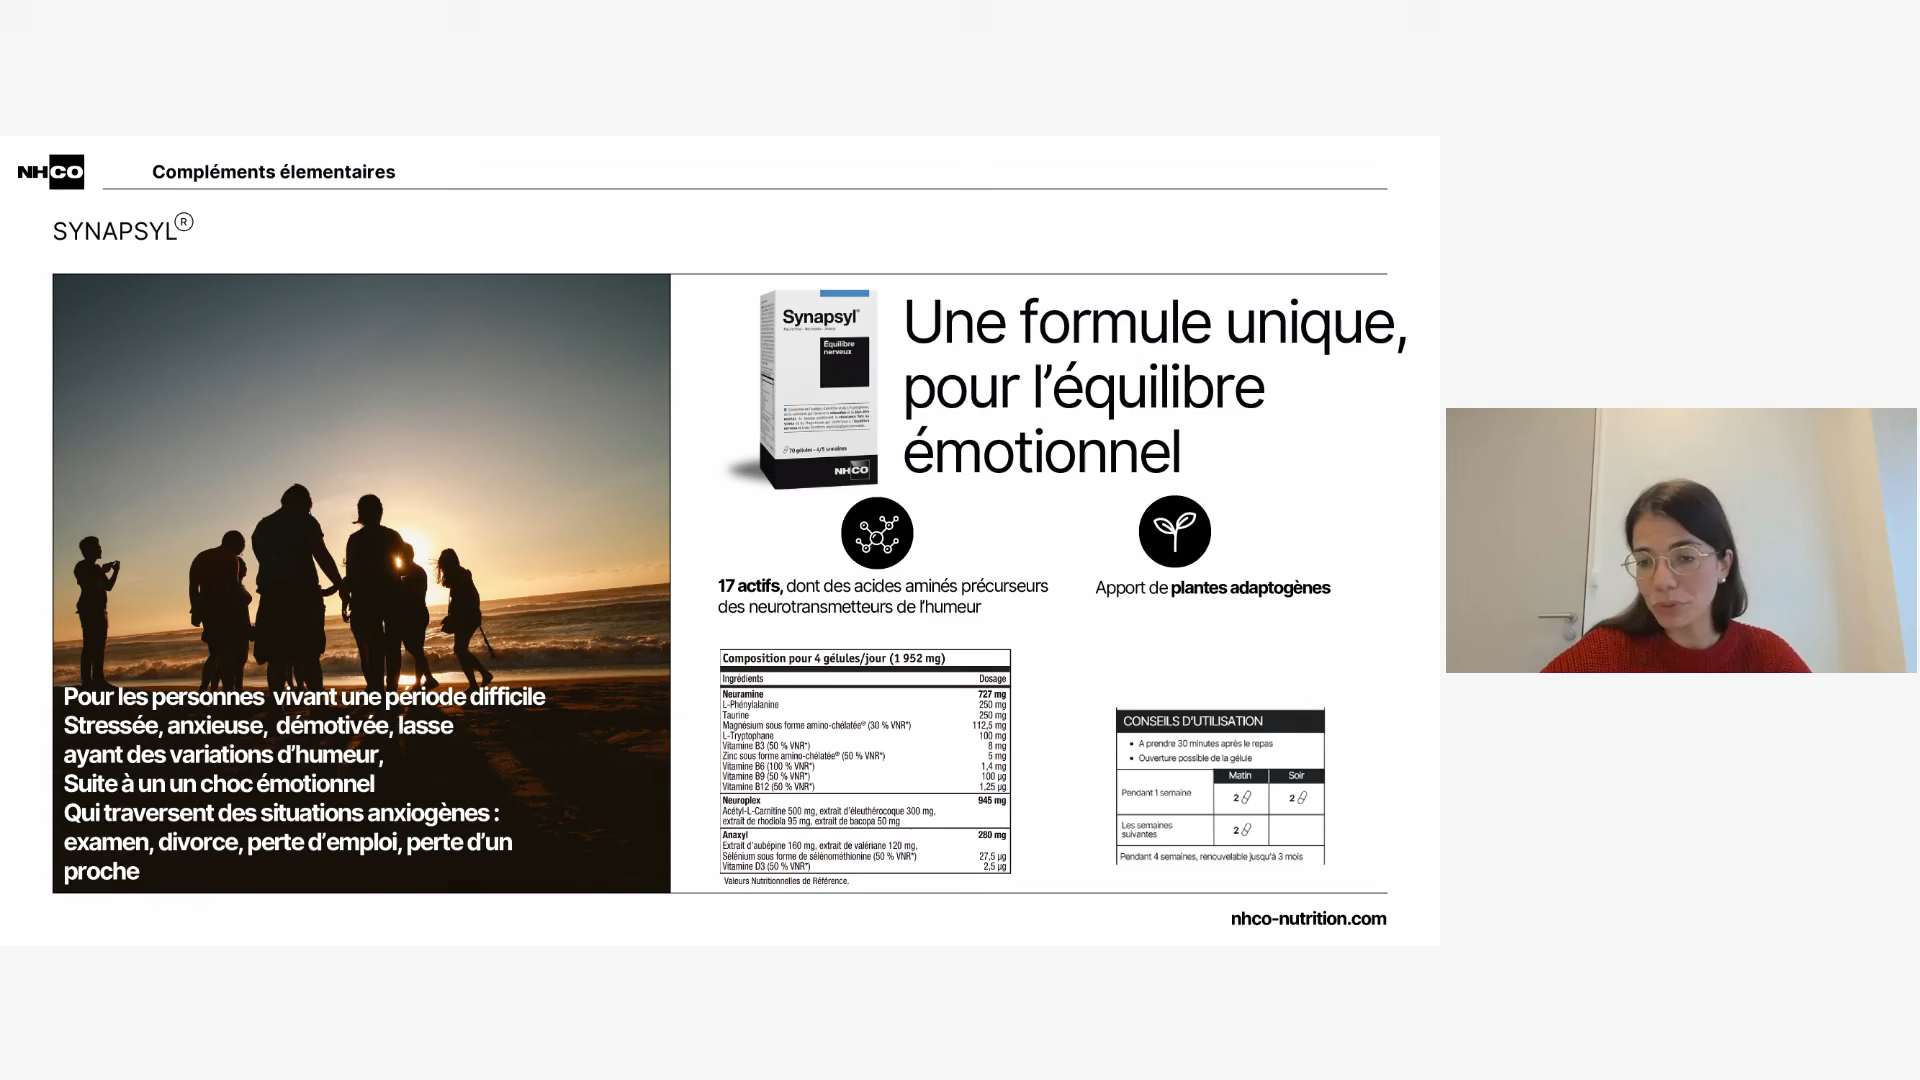 NHCO
Compléments élementaires
SYNAPSYL®
Synapsyl®
Équilibre
nerveux
70 gélules - 4/5 semaines
NHCO
Une formule unique,
pour l'équilibre
émotionnel
17 actifs, dont des acides aminés précurseurs
des neurotransmetteurs de l'humeur
Apport de plantes adaptogènes
Pour les personnes vivant une période difficile
Stressée, anxieuse, démotivée, lasse
ayant des variations d'humeur,
Suite à un un choc émotionnel
Qui traversent des situations anxiogènes :
examen, divorce, perte d'emploi, perte d'un
proche
Composition pour 4 gélules/jour (1 952 mg)
Ingrédients Dosage
Neuramine 727 mg
L-Phénylalanine 250 mg
Taurine 250 mg
Magnésium sous forme amino-chélatée® (30 % VNR*) 112,5 mg
L-Tryptophane 100 mg
Vitamine B3 (50 % VNR*) 8 mg
Zinc sous forme amino-chélatée® (50 % VNR*) 5 mg
Vitamine B6 (100 % VNR*) 1,4 mg
Vitamine B9 (50 % VNR*) 100 µg
Vitamine B12 (50 % VNR*) 1,25 µg
Neuroplex 945 mg
Acétyl-L-Carnitine 500 mg, extrait d'éleuthérocoque 300 mg,
extrait de rhodiola 95 mg, extrait de bacopa 50 mg
Anaxyl 280 mg
Extrait d'aubépine 160 mg, extrait de valériane 120 mg,
Sélénium sous forme de sélénométhionine (50 % VNR*) 27,5 µg
Vitamine D3 (50 % VNR*) 2,5 µg
Valeurs Nutritionnelles de Référence.
CONSEILS D'UTILISATION
• A prendre 30 minutes après le repas
• Ouverture possible de la gélule
Matin Soir
Pendant 1 semaine 2 2
Les semaines
suivantes 2
Pendant 4 semaines, renouvelable jusqu'à 3 mois
nhco-nutrition.com